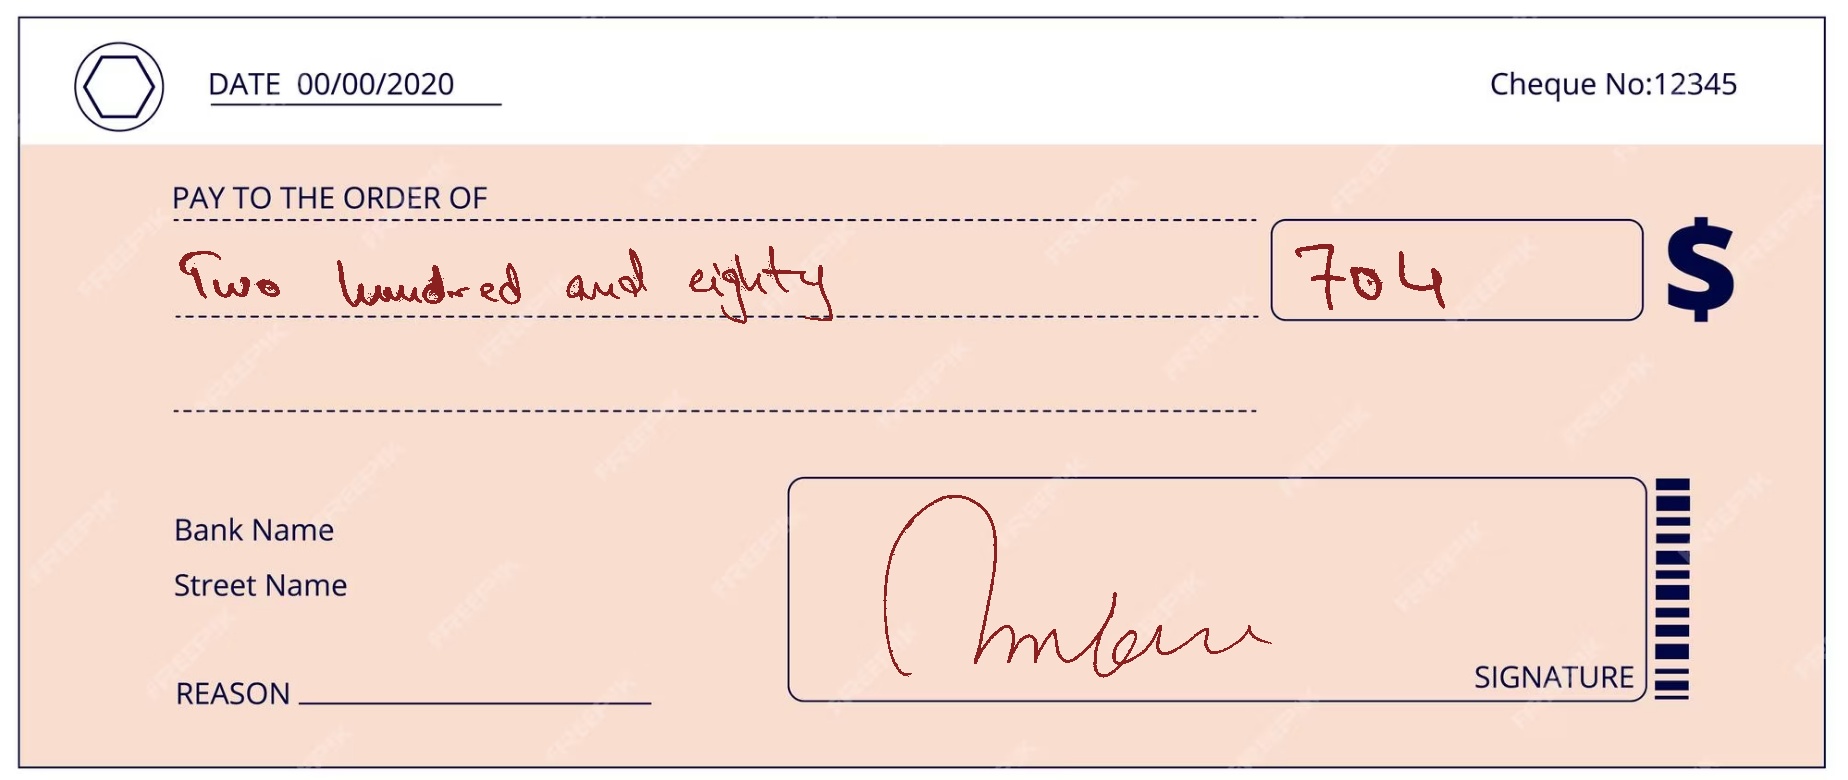 DATE 00/00/2020 Cheque No:12345
PAY TO THE ORDER OF
Two hundred and eighty 704 $
Bank Name
Street Name
REASON
SIGNATURE